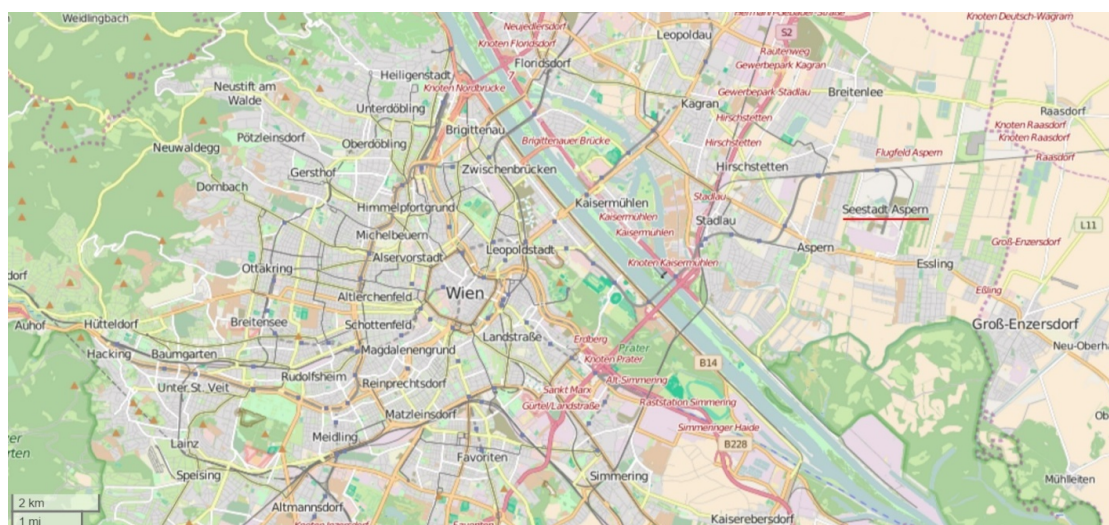 Weidlingbach
Neujedlersdorf
Leopoldau
Hermann-Gebauer-Straße
Knoten Deutsch-Wagram
S2
Knoten Floridsdorf
Floridsdorf
Rautenweg
Gewerbepark Kagran
Heiligenstadt
7
Knoten Nordbrücke
Neustift am
Walde
Gewerbepark Stadlau
Breitenlee
Unterdöbling
Kagran
Raasdorf
Hirschstetten
Knoten Raasdorf
Brigittenau
Pötzleinsdorf
Knoten Raasdorf
Oberdöbling
Brigittenauer Brücke
Hirschstetten
Neuwaldegg
Flugfeld Aspern
Raasdorf
Gersthof
Zwischenbrücken
Hirschstetten
Dornbach
Stadlau
Himmelpfortgrund
Kaisermühlen
Kaisermühlen
Seestadt Aspern
Stadlau
L11
Michelbeuern
Kaisermühlen
Groß-Enzersdorf
Leopoldstadt
Aspern
Alservorstadt
Knoten Kaisermühlen
Essling
Ottakring
dorf
Eßling
Wien
Altlerchenfeld
Breitensee
Auhof
Hütteldorf
Schottenfeld
Groß-Enzersdorf
Landstraße
Erdberg
Prater
Neu-Oberha
Hacking
Baumgarten
Magdalenengrund
Knoten Prater
B14
Rudolfsheim
Reinprechtsdorf
Alt-Simmering
Unter St. Veit
Sankt Marx
Gürtel/Landstraße
Raststation Simmering
Matzleinsdorf
Ob
Simmeringer Haide
Meidling
Lainz
B228
Favoriten
Speising
Simmering
Mühlleiten
2 km
Altmannsdorf
1 mi
Kaiserebersdorf
Favoriten